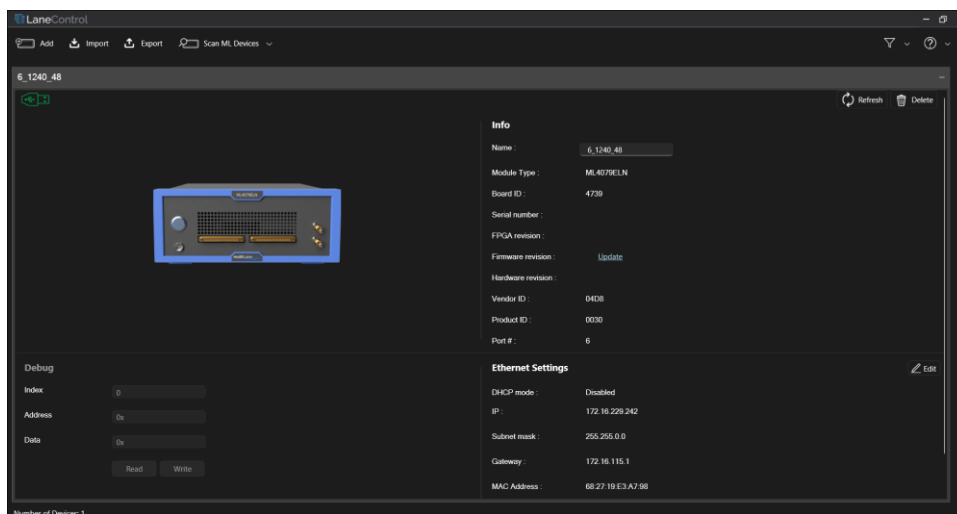 LaneControl
Add Import Export Scan ML Devices
6_1240_48
Refresh Delete
Info
Name : 6_1240_48
Module Type : ML4079ELN
Board ID : 4739
Serial number :
FPGA revision :
Firmware revision : Update
Hardware revision :
Vendor ID : 04D8
Product ID : 0030
Port # : 6
Debug
Index 0
Address 0x
Data 0x
Read Write
Ethernet Settings Edit
DHCP mode : Disabled
IP : 172.16.229.242
Subnet mask : 255.255.0.0
Gateway : 172.16.115.1
MAC Address : 68:27:19:E3:A7:98
Number of Devices: 1